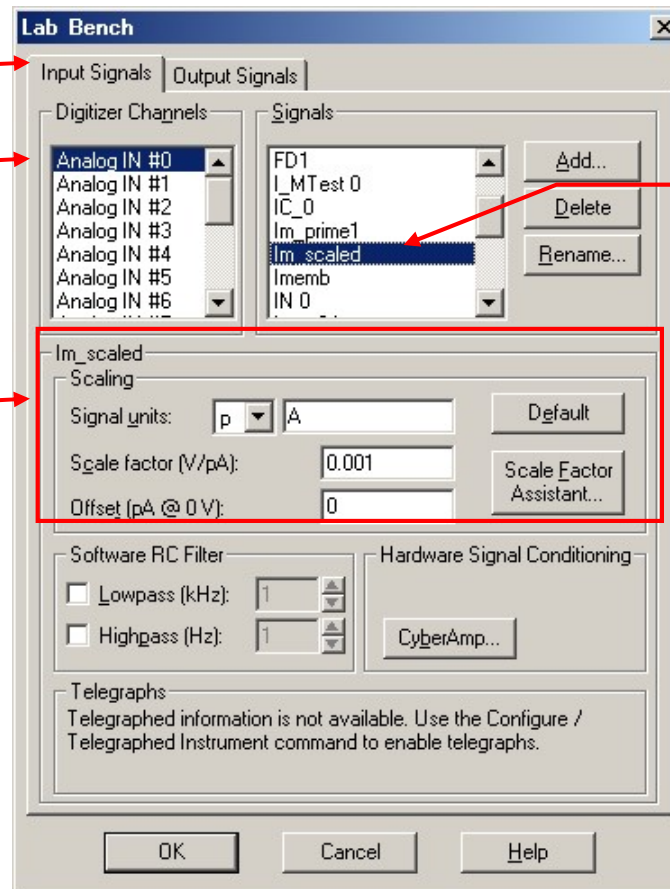 Lab Bench
Input Signals
Output Signals
Digitizer Channels
Analog IN #0
Analog IN #1
Analog IN #2
Analog IN #3
Analog IN #4
Analog IN #5
Analog IN #6
Signals
FD1
I_MTest 0
IC_0
Im_prime1
Im_scaled
Imemb
IN 0
Add...
Delete
Rename...
Im_scaled
Scaling
Signal units: p A
Default
Scale factor (V/pA): 0.001
Scale Factor
Assistant...
Offset (pA @ 0 V): 0
Software RC Filter
Lowpass (kHz): 1
Highpass (Hz): 1
Hardware Signal Conditioning
CyberAmp...
Telegraphs
Telegraphed information is not available. Use the Configure /
Telegraphed Instrument command to enable telegraphs.
OK Cancel Help